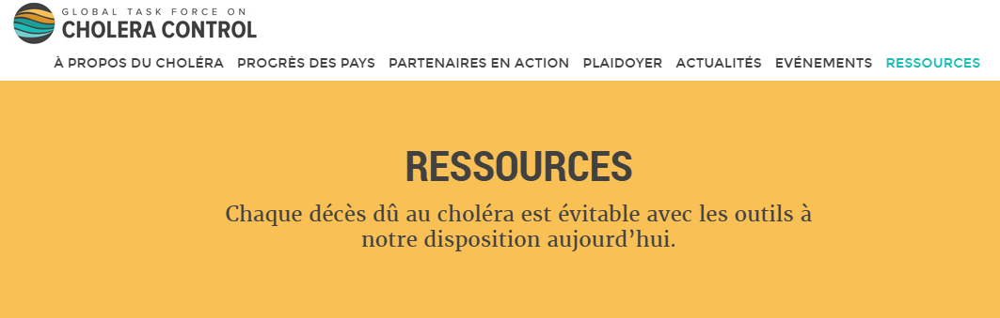 GLOBAL TASK FORCE ON
CHOLERA CONTROL
À PROPOS DU CHOLÉRA PROGRÈS DES PAYS PARTENAIRES EN ACTION PLAIDOYER ACTUALITÉS EVÉNEMENTS RESSOURCES
RESSOURCES
Chaque décès dû au choléra est évitable avec les outils à
notre disposition aujourd’hui.